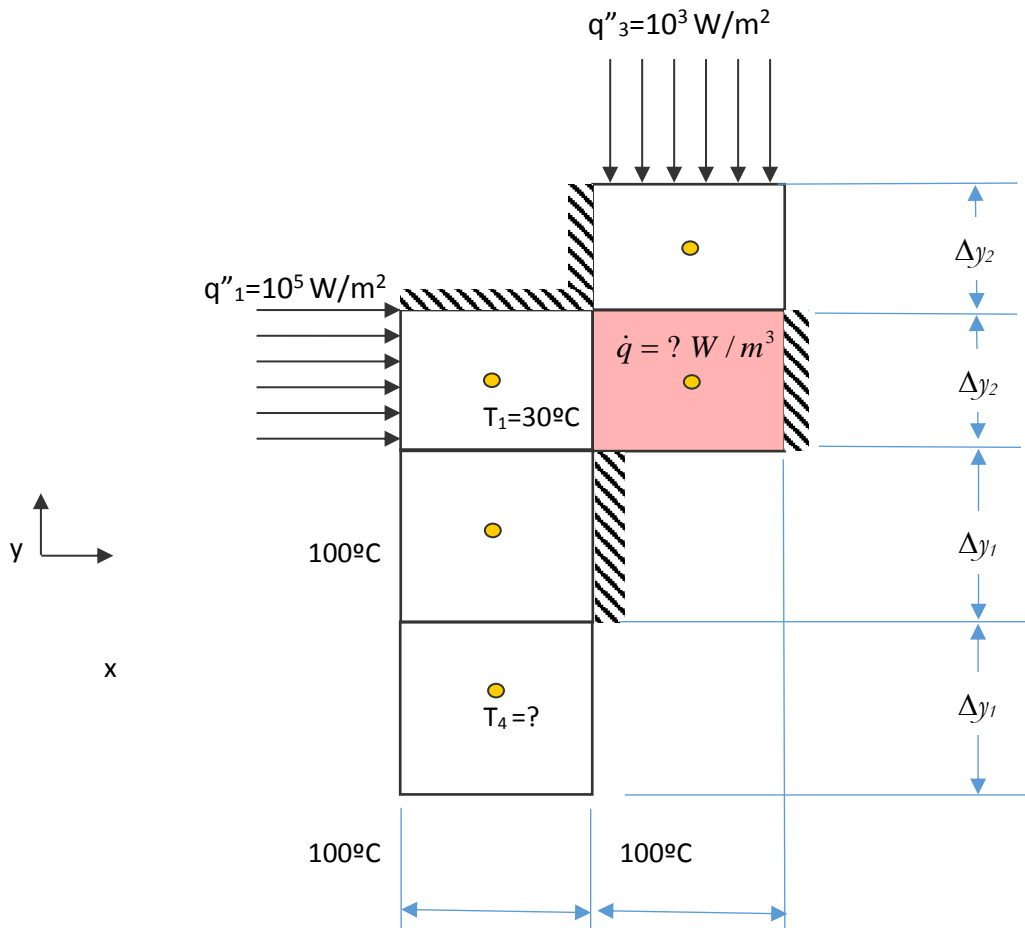 q”₃=10³ W/m²
Δy₂
q”₁=10⁵ W/m²
q̇ = ? W / m³
Δy₂
T₁=30ºC
y
100ºC
Δy₁
x
T₄ =?
Δy₁
100ºC
100ºC